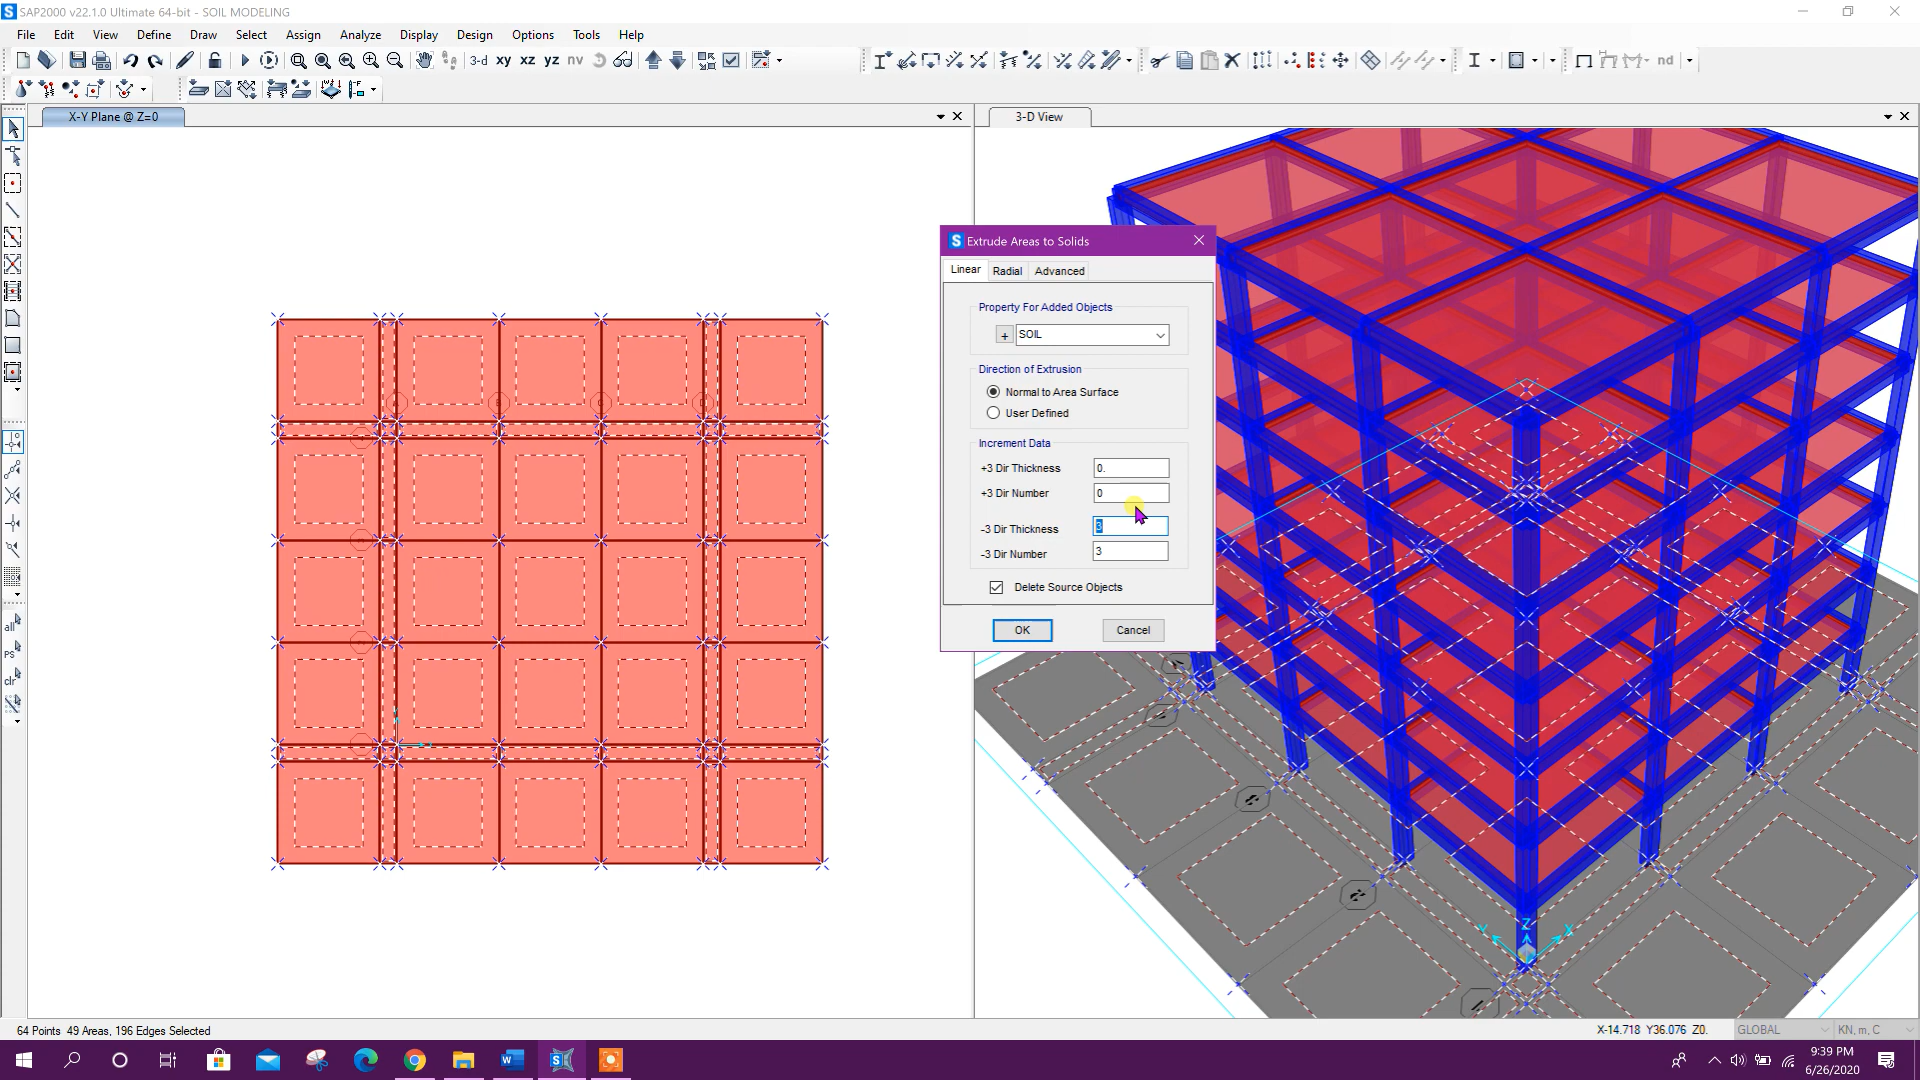 SAP2000 v22.1.0 Ultimate 64-bit - SOIL MODELING
File Edit View Define Draw Select Assign Analyze Display Design Options Tools Help
3-d xy xz yz nv nd
X-Y Plane @ Z=0
3-D View
Extrude Areas to Solids
Linear Radial Advanced
Property For Added Objects
+ SOIL
Direction of Extrusion
Normal to Area Surface
User Defined
Increment Data
+3 Dir Thickness 0.
+3 Dir Number 0
-3 Dir Thickness 3
-3 Dir Number 3
Delete Source Objects
OK Cancel
all
PS
clr
Z
Y X
64 Points 49 Areas, 196 Edges Selected
X-14.718 Y36.076 Z0.
GLOBAL
KN, m, C
9:39 PM
6/26/2020